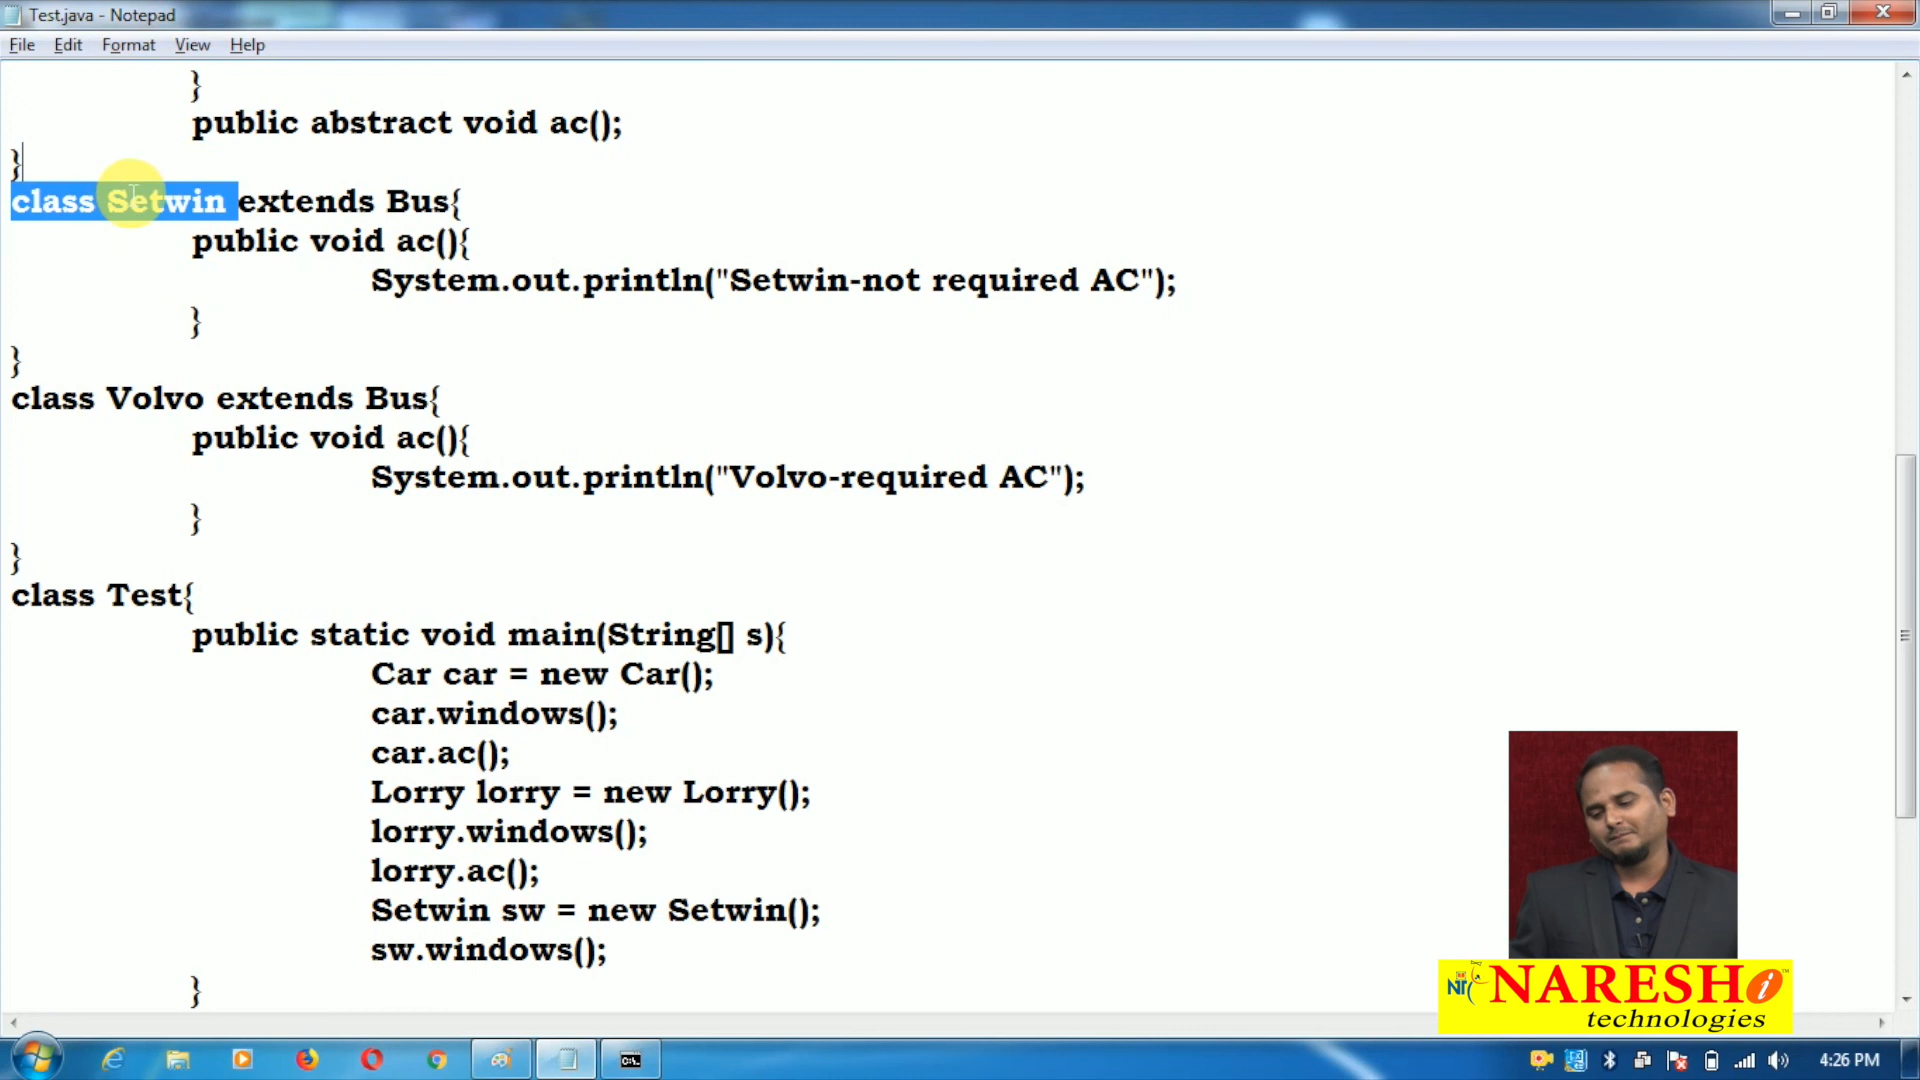 Test.java - Notepad
File Edit Format View Help
}
public abstract void ac();
}
class Setwin extends Bus{
public void ac(){
System.out.println("Setwin-not required AC");
}
}
class Volvo extends Bus{
public void ac(){
System.out.println("Volvo-required AC");
}
}
class Test{
public static void main(String[] s){
Car car = new Car();
car.windows();
car.ac();
Lorry lorry = new Lorry();
lorry.windows();
lorry.ac();
Setwin sw = new Setwin();
sw.windows();
}
NARESH i
technologies
4:26 PM